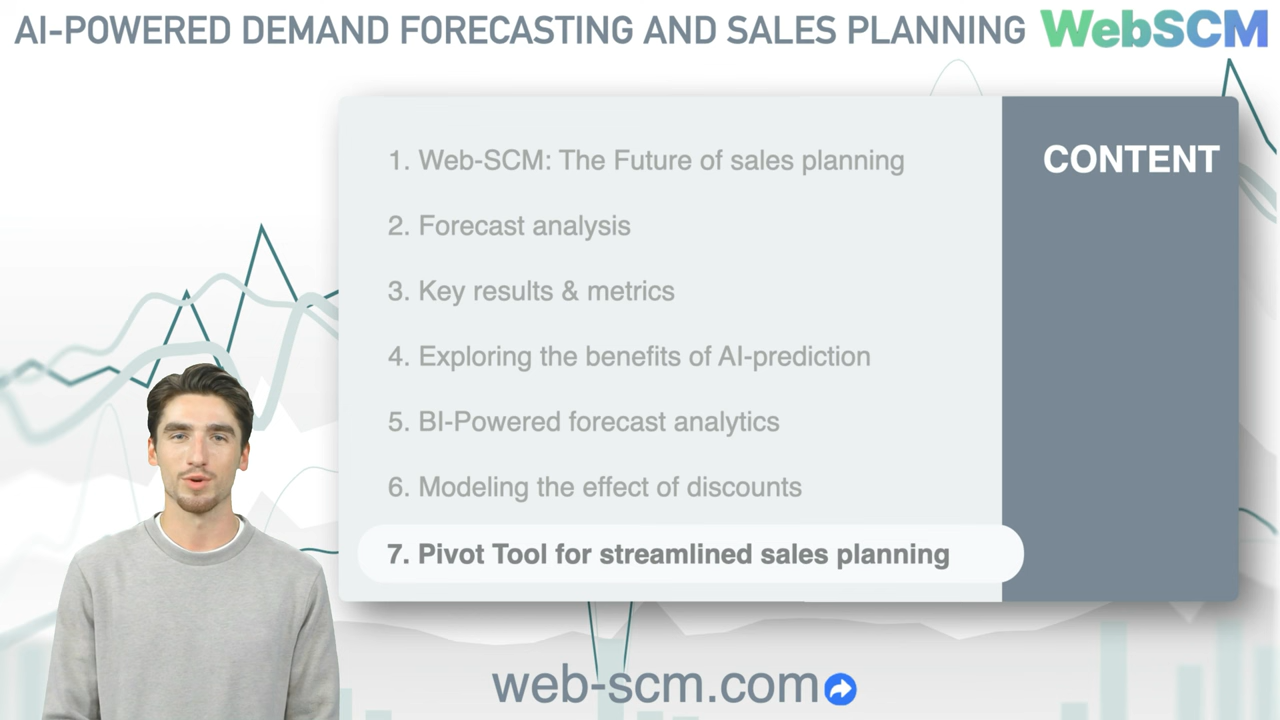 AI-POWERED DEMAND FORECASTING AND SALES PLANNING WebSCM
CONTENT
1. Web-SCM: The Future of sales planning
2. Forecast analysis
3. Key results & metrics
4. Exploring the benefits of AI-prediction
5. BI-Powered forecast analytics
6. Modeling the effect of discounts
7. Pivot Tool for streamlined sales planning
web-scm.com